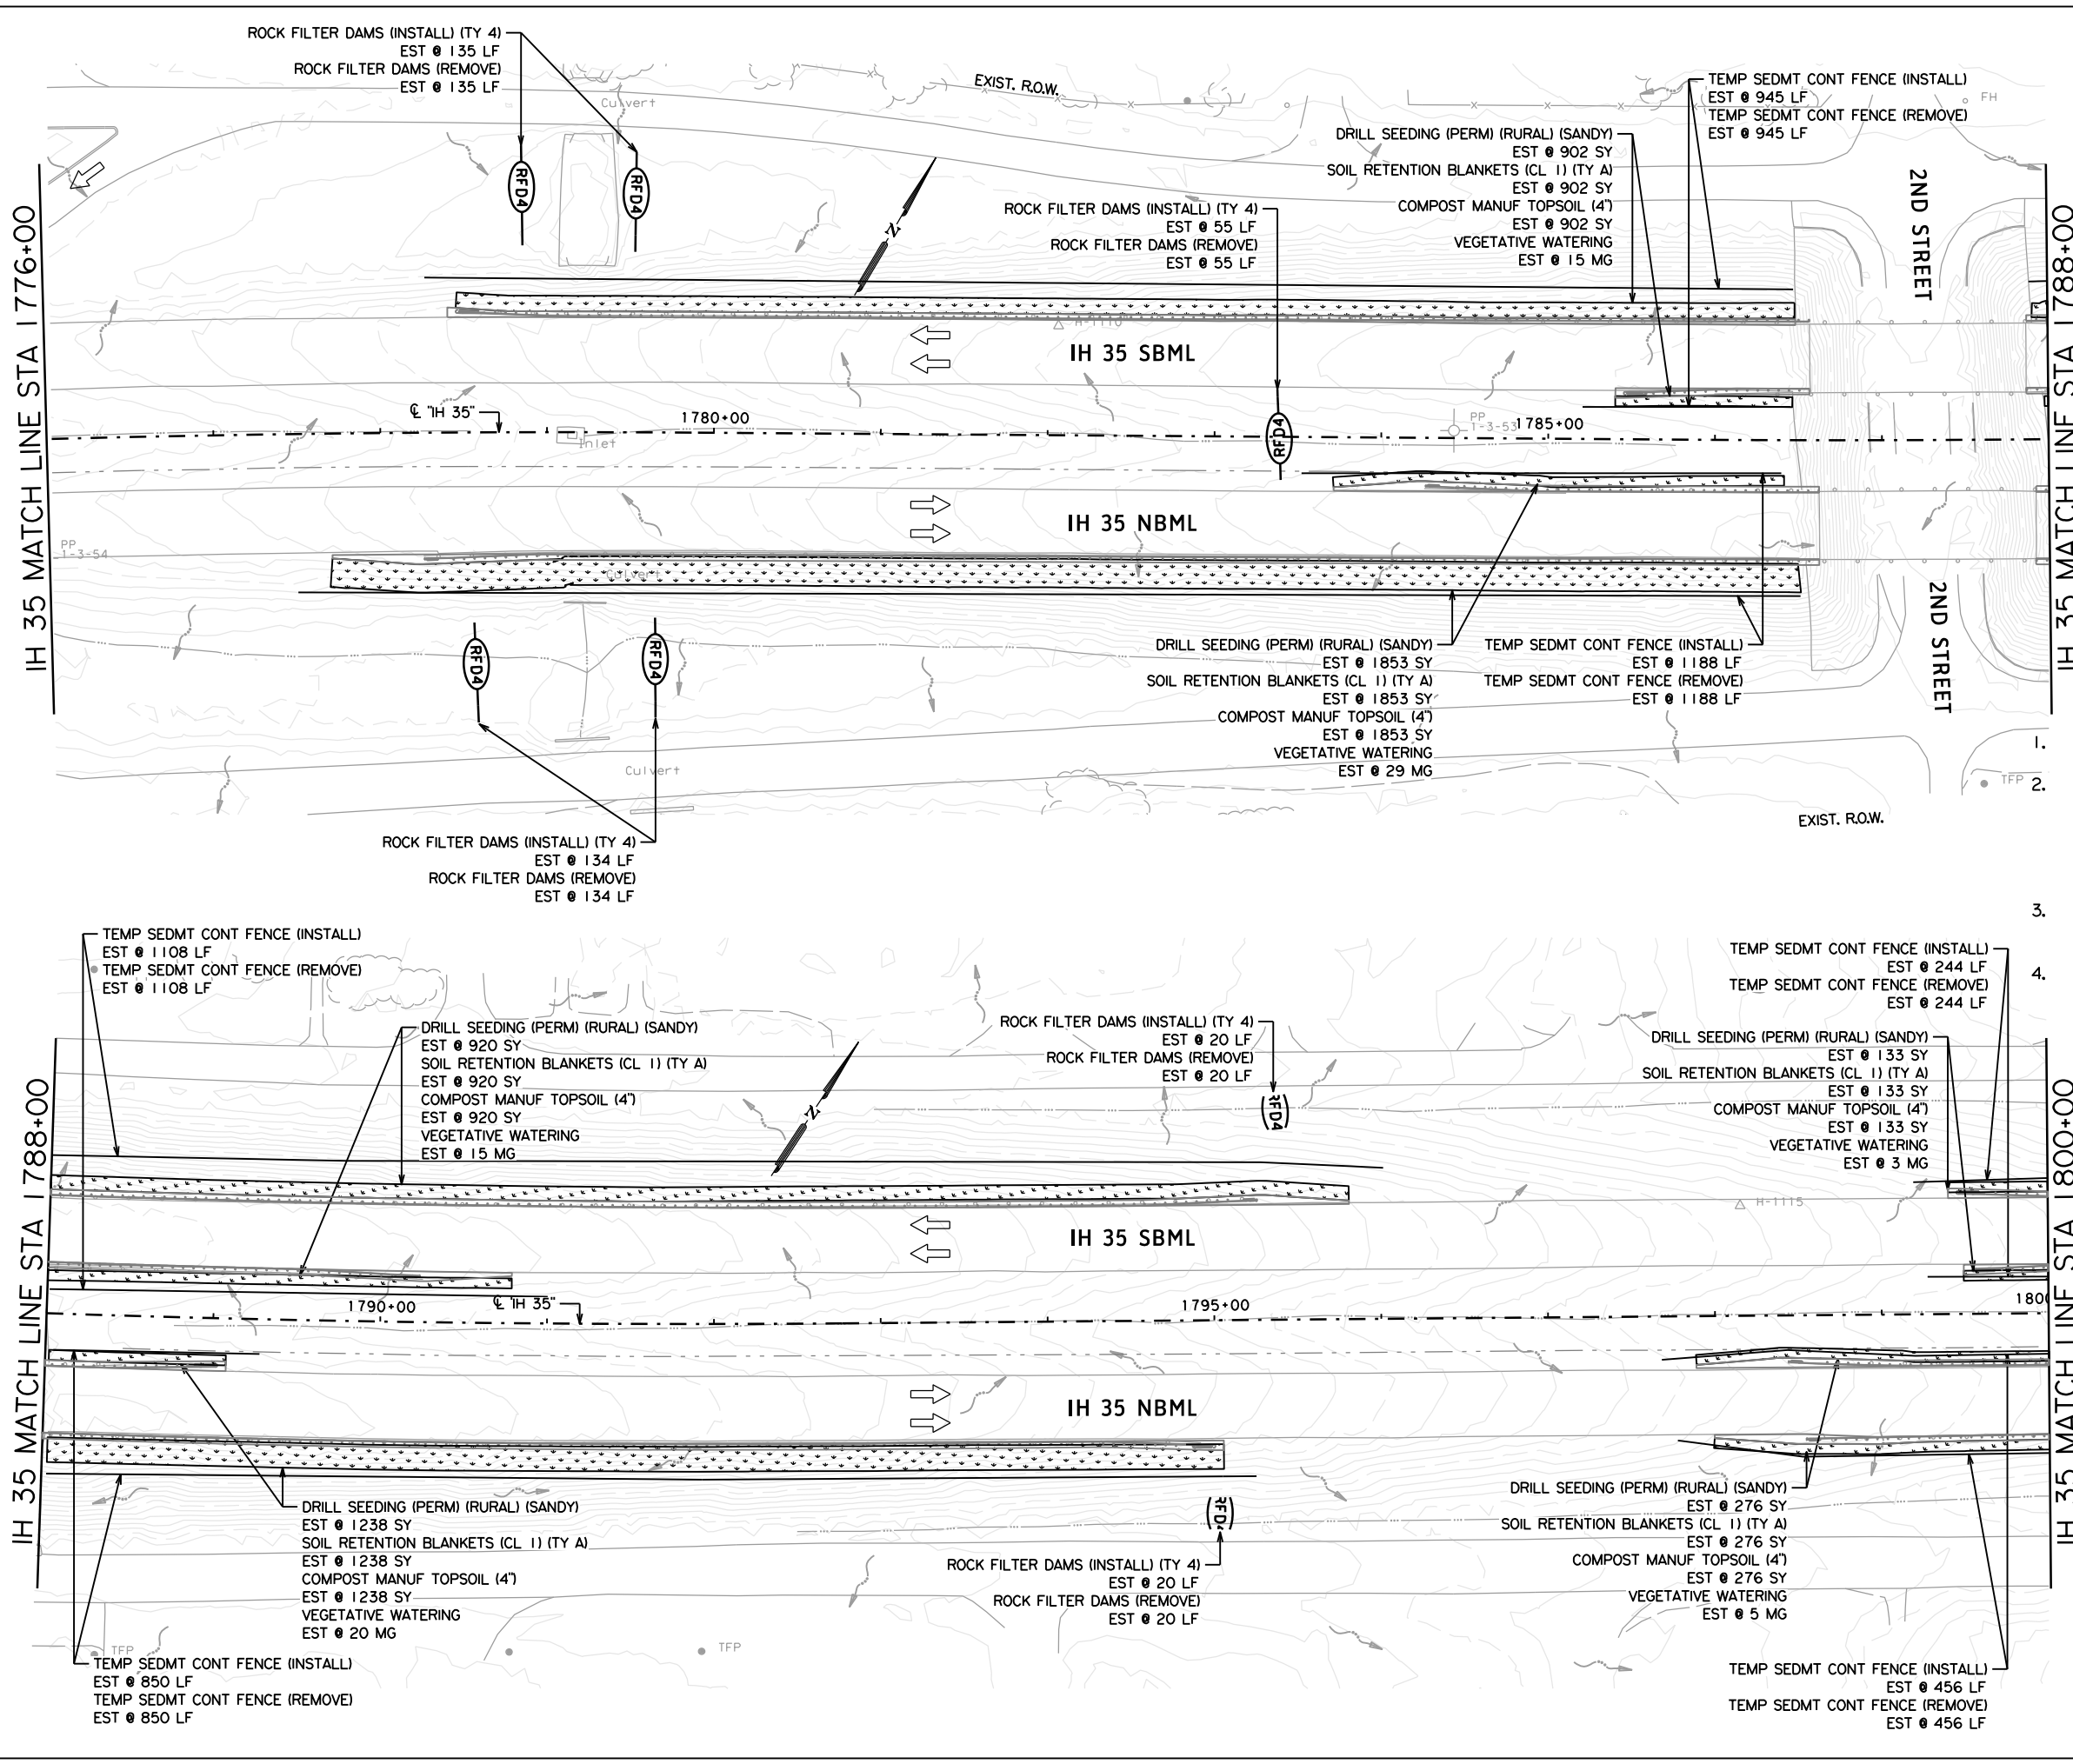 ROCK FILTER DAMS (INSTALL) (TY 4)
EST @ 135 LF
ROCK FILTER DAMS (REMOVE)
EST @ 135 LF
Culvert
EXIST. R.O.W.
TEMP SEDMT CONT FENCE (INSTALL)
EST @ 945 LF
TEMP SEDMT CONT FENCE (REMOVE)
EST @ 945 LF
FH
DRILL SEEDING (PERM) (RURAL) (SANDY)
EST @ 902 SY
SOIL RETENTION BLANKETS (CL 1) (TY A)
EST @ 902 SY
COMPOST MANUF TOPSOIL (4")
EST @ 902 SY
VEGETATIVE WATERING
EST @ 15 MG
ROCK FILTER DAMS (INSTALL) (TY 4)
EST @ 55 LF
ROCK FILTER DAMS (REMOVE)
EST @ 55 LF
RFD4
RFD4
N
2ND STREET
IH 35 MATCH LINE STA 1776+00
IH 35 MATCH LINE STA 1788+00
H-1110
IH 35 SBML
℄ "IH 35"
1780+00
Inlet
RFD4
PP
T-3-53
1785+00
IH 35 NBML
PP
T-3-54
Culvert
2ND STREET
RFD4
RFD4
DRILL SEEDING (PERM) (RURAL) (SANDY)
EST @ 1853 SY
SOIL RETENTION BLANKETS (CL 1) (TY A)
EST @ 1853 SY
COMPOST MANUF TOPSOIL (4")
EST @ 1853 SY
VEGETATIVE WATERING
EST @ 29 MG
TEMP SEDMT CONT FENCE (INSTALL)
EST @ 1188 LF
TEMP SEDMT CONT FENCE (REMOVE)
EST @ 1188 LF
Culvert
1.
TFP
2.
EXIST. R.O.W.
ROCK FILTER DAMS (INSTALL) (TY 4)
EST @ 134 LF
ROCK FILTER DAMS (REMOVE)
EST @ 134 LF
3.
4.
TEMP SEDMT CONT FENCE (INSTALL)
EST @ 1108 LF
TEMP SEDMT CONT FENCE (REMOVE)
EST @ 1108 LF
TEMP SEDMT CONT FENCE (INSTALL)
EST @ 244 LF
TEMP SEDMT CONT FENCE (REMOVE)
EST @ 244 LF
DRILL SEEDING (PERM) (RURAL) (SANDY)
EST @ 920 SY
SOIL RETENTION BLANKETS (CL 1) (TY A)
EST @ 920 SY
COMPOST MANUF TOPSOIL (4")
EST @ 920 SY
VEGETATIVE WATERING
EST @ 15 MG
ROCK FILTER DAMS (INSTALL) (TY 4)
EST @ 20 LF
ROCK FILTER DAMS (REMOVE)
EST @ 20 LF
DRILL SEEDING (PERM) (RURAL) (SANDY)
EST @ 133 SY
SOIL RETENTION BLANKETS (CL 1) (TY A)
EST @ 133 SY
COMPOST MANUF TOPSOIL (4")
EST @ 133 SY
VEGETATIVE WATERING
EST @ 3 MG
N
RFD4
IH 35 MATCH LINE STA 1788+00
IH 35 MATCH LINE STA 1800+00
H-1115
IH 35 SBML
1790+00
℄ "IH 35"
1795+00
1800
IH 35 NBML
RFD4
DRILL SEEDING (PERM) (RURAL) (SANDY)
EST @ 1238 SY
SOIL RETENTION BLANKETS (CL 1) (TY A)
EST @ 1238 SY
COMPOST MANUF TOPSOIL (4")
EST @ 1238 SY
VEGETATIVE WATERING
EST @ 20 MG
ROCK FILTER DAMS (INSTALL) (TY 4)
EST @ 20 LF
ROCK FILTER DAMS (REMOVE)
EST @ 20 LF
DRILL SEEDING (PERM) (RURAL) (SANDY)
EST @ 276 SY
SOIL RETENTION BLANKETS (CL 1) (TY A)
EST @ 276 SY
COMPOST MANUF TOPSOIL (4")
EST @ 276 SY
VEGETATIVE WATERING
EST @ 5 MG
TFP
TFP
TEMP SEDMT CONT FENCE (INSTALL)
EST @ 850 LF
TEMP SEDMT CONT FENCE (REMOVE)
EST @ 850 LF
TEMP SEDMT CONT FENCE (INSTALL)
EST @ 456 LF
TEMP SEDMT CONT FENCE (REMOVE)
EST @ 456 LF